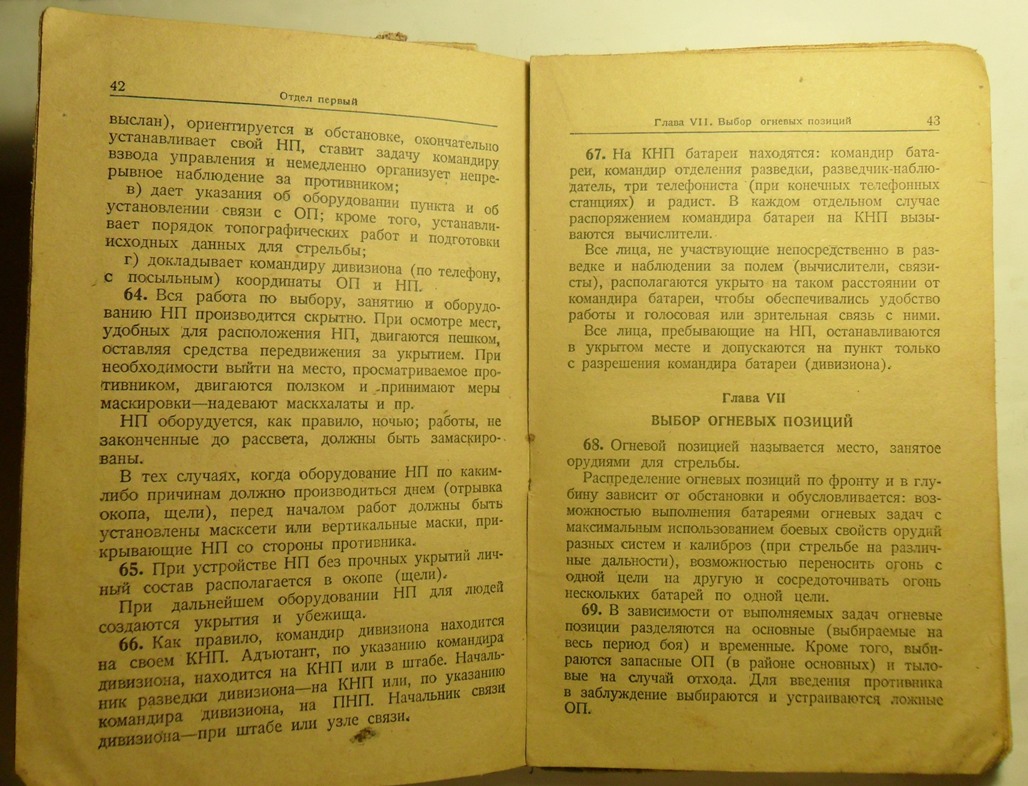 42
Отдел первый
выслан), ориентируется в обстановке, окончательно
устанавливает свой НП, ставит задачу командиру
взвода управления и немедленно организует непре-
рывное наблюдение за противником;
в) дает указания об оборудовании пункта и об
установлении связи с ОП; кроме того, устанавли-
вает порядок топографических работ и подготовки
исходных данных для стрельбы;
г) докладывает командиру дивизиона (по телефону,
с посыльным) координаты ОП и НП.
64. Вся работа по выбору, занятию и оборудо-
ванию НП производится скрытно. При осмотре мест,
удобных для расположения НП, двигаются пешком,
оставляя средства передвижения за укрытием. При
необходимости выйти на место, просматриваемое про-
тивником, двигаются ползком и принимают меры
маскировки—надевают маскхалаты и пр.
НП оборудуется, как правило, ночью; работы, не
законченные до рассвета, должны быть замаскиро-
ваны.
В тех случаях, когда оборудование НП по каким-
либо причинам должно производиться днем (отрывка
окопа, щели), перед началом работ должны быть
установлены масксети или вертикальные маски, при-
крывающие НП со стороны противника.
65. При устройстве НП без прочных укрытий лич-
ный состав располагается в окопе (щели).
При дальнейшем оборудовании НП для людей
создаются укрытия и убежища.
66. Как правило, командир дивизиона находится
на своем КНП. Адъютант, по указанию командира
дивизиона, находится на КНП или в штабе. Началь-
ник разведки дивизиона—на КНП или, по указанию
командира дивизиона, на ПНП. Начальник связи
дивизиона—при штабе или узле связи.
Глава VII. Выбор огневых позиций 43
67. На КНП батареи находятся: командир бата-
реи, командир отделения разведки, разведчик-наблю-
датель, три телефониста (при конечных телефонных
станциях) и радист. В каждом отдельном случае
распоряжением командира батареи на КНП вызы-
ваются вычислители.
Все лица, не участвующие непосредственно в раз-
ведке и наблюдении за полем (вычислители, связи-
сты), располагаются укрыто на таком расстоянии от
командира батареи, чтобы обеспечивались удобство
работы и голосовая или зрительная связь с ними.
Все лица, пребывающие на НП, останавливаются
в укрытом месте и допускаются на пункт только
с разрешения командира батареи (дивизиона).
Глава VII
ВЫБОР ОГНЕВЫХ ПОЗИЦИЙ
68. Огневой позицией называется место, занятое
орудиями для стрельбы.
Распределение огневых позиций по фронту и в глу-
бину зависит от обстановки и обусловливается: воз-
можностью выполнения батареями огневых задач с
максимальным использованием боевых свойств орудий
разных систем и калибров (при стрельбе на различ-
ные дальности), возможностью переносить огонь с
одной цели на другую и сосредоточивать огонь
нескольких батарей по одной цели.
69. В зависимости от выполняемых задач огневые
позиции разделяются на основные (выбираемые на
весь период боя) и временные. Кроме того, выби-
раются запасные ОП (в районе основных) и тыло-
вые на случай отхода. Для введения противника
в заблуждение выбираются и устраиваются ложные
ОП.